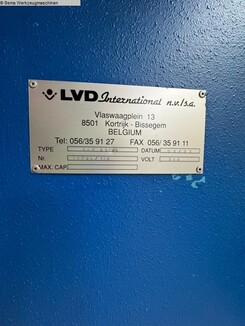 © Bens Werkzeugmaschinen
LVD International n.v./s.a.
Vlaswaagplein 13
8501 Kortrijk - Bissegem
BELGIUM
Tel: 056/35 91 27 FAX 056/35 91 11
TYPE DATUM
Nr. VOLT
MAX. CAP.